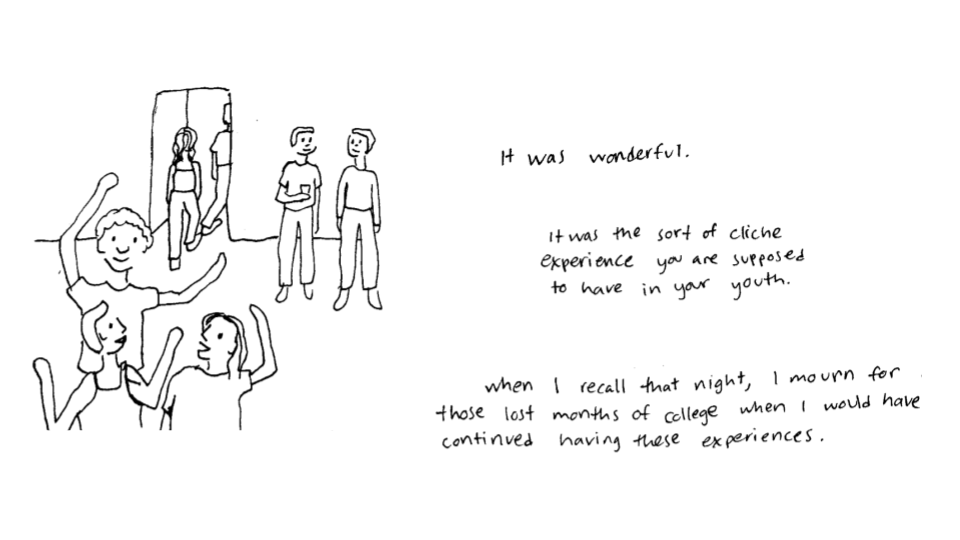 It was wonderful.
It was the sort of cliche
experience you are supposed
to have in your youth.
when I recall that night, I mourn for
those lost months of college when I would have
continued having these experiences.